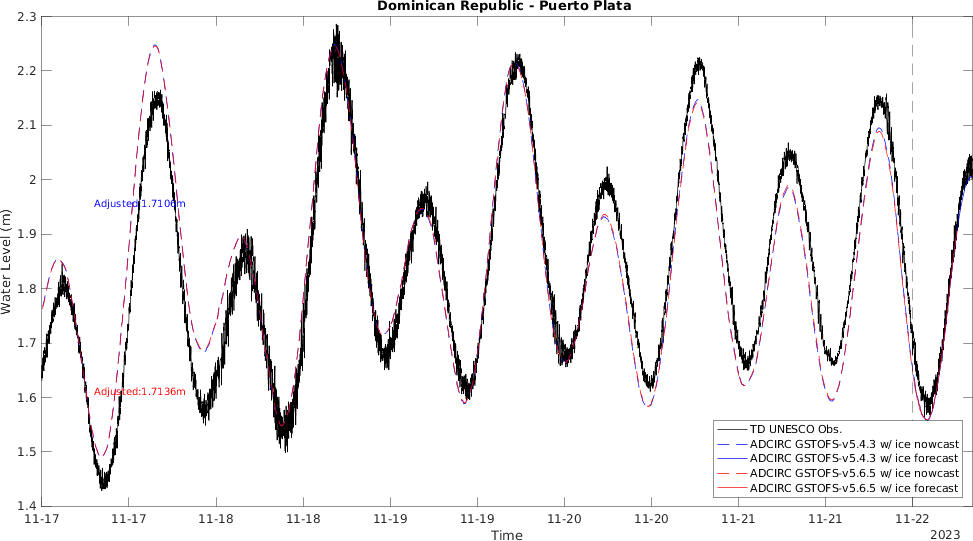 Dominican Republic - Puerto Plata
2.3
2.2
2.1
2
1.9
1.8
1.7
1.6
1.5
1.4
Water Level (m)
Adjusted:1.7106m
Adjusted:1.7136m
TD UNESCO Obs.
ADCIRC GSTOFS-v5.4.3 w/ ice nowcast
ADCIRC GSTOFS-v5.4.3 w/ ice forecast
ADCIRC GSTOFS-v5.6.5 w/ ice nowcast
ADCIRC GSTOFS-v5.6.5 w/ ice forecast
11-17 11-17 11-18 11-18 11-19 11-19 11-20 11-20 11-21 11-21 11-22
Time
2023